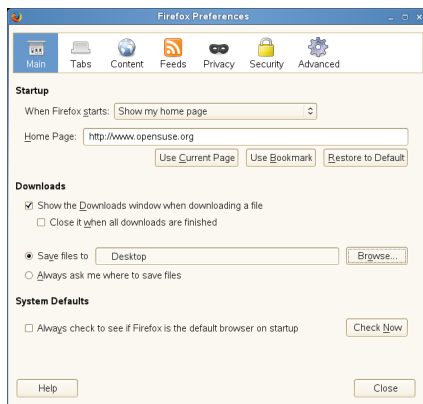 Firefox Preferences
Main Tabs Content Feeds Privacy Security Advanced
Startup
When Firefox starts: Show my home page
Home Page: http://www.opensuse.org
Use Current Page Use Bookmark Restore to Default
Downloads
Show the Downloads window when downloading a file
Close it when all downloads are finished
Save files to Desktop Browse...
Always ask me where to save files
System Defaults
Always check to see if Firefox is the default browser on startup Check Now
Help Close